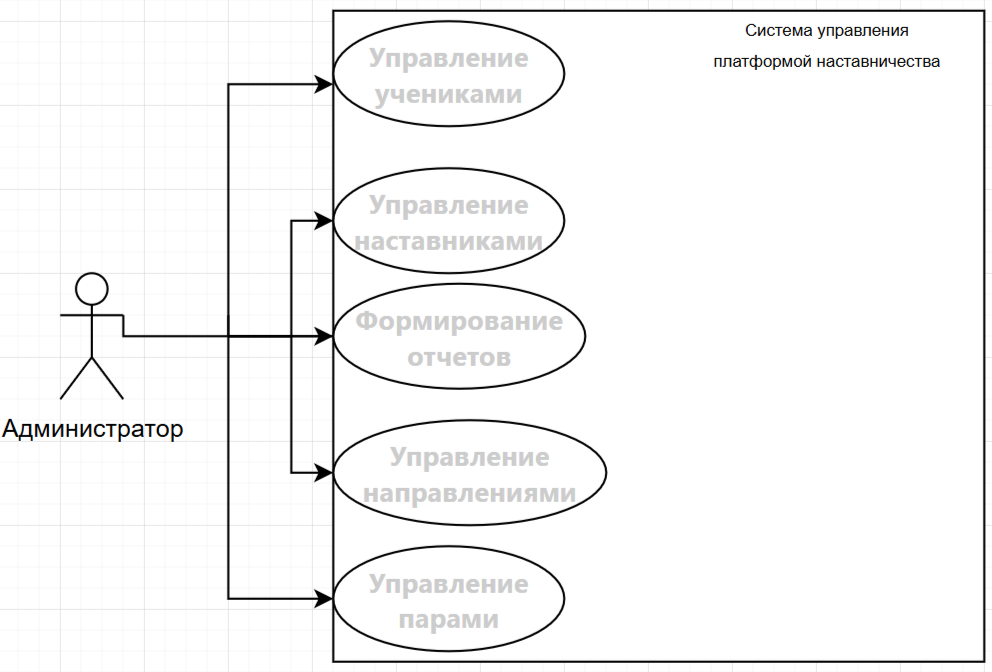 Система управления
платформой наставничества
Управление
учениками
Управление
наставниками
Формирование
отчетов
Управление
направлениями
Управление
парами
Администратор